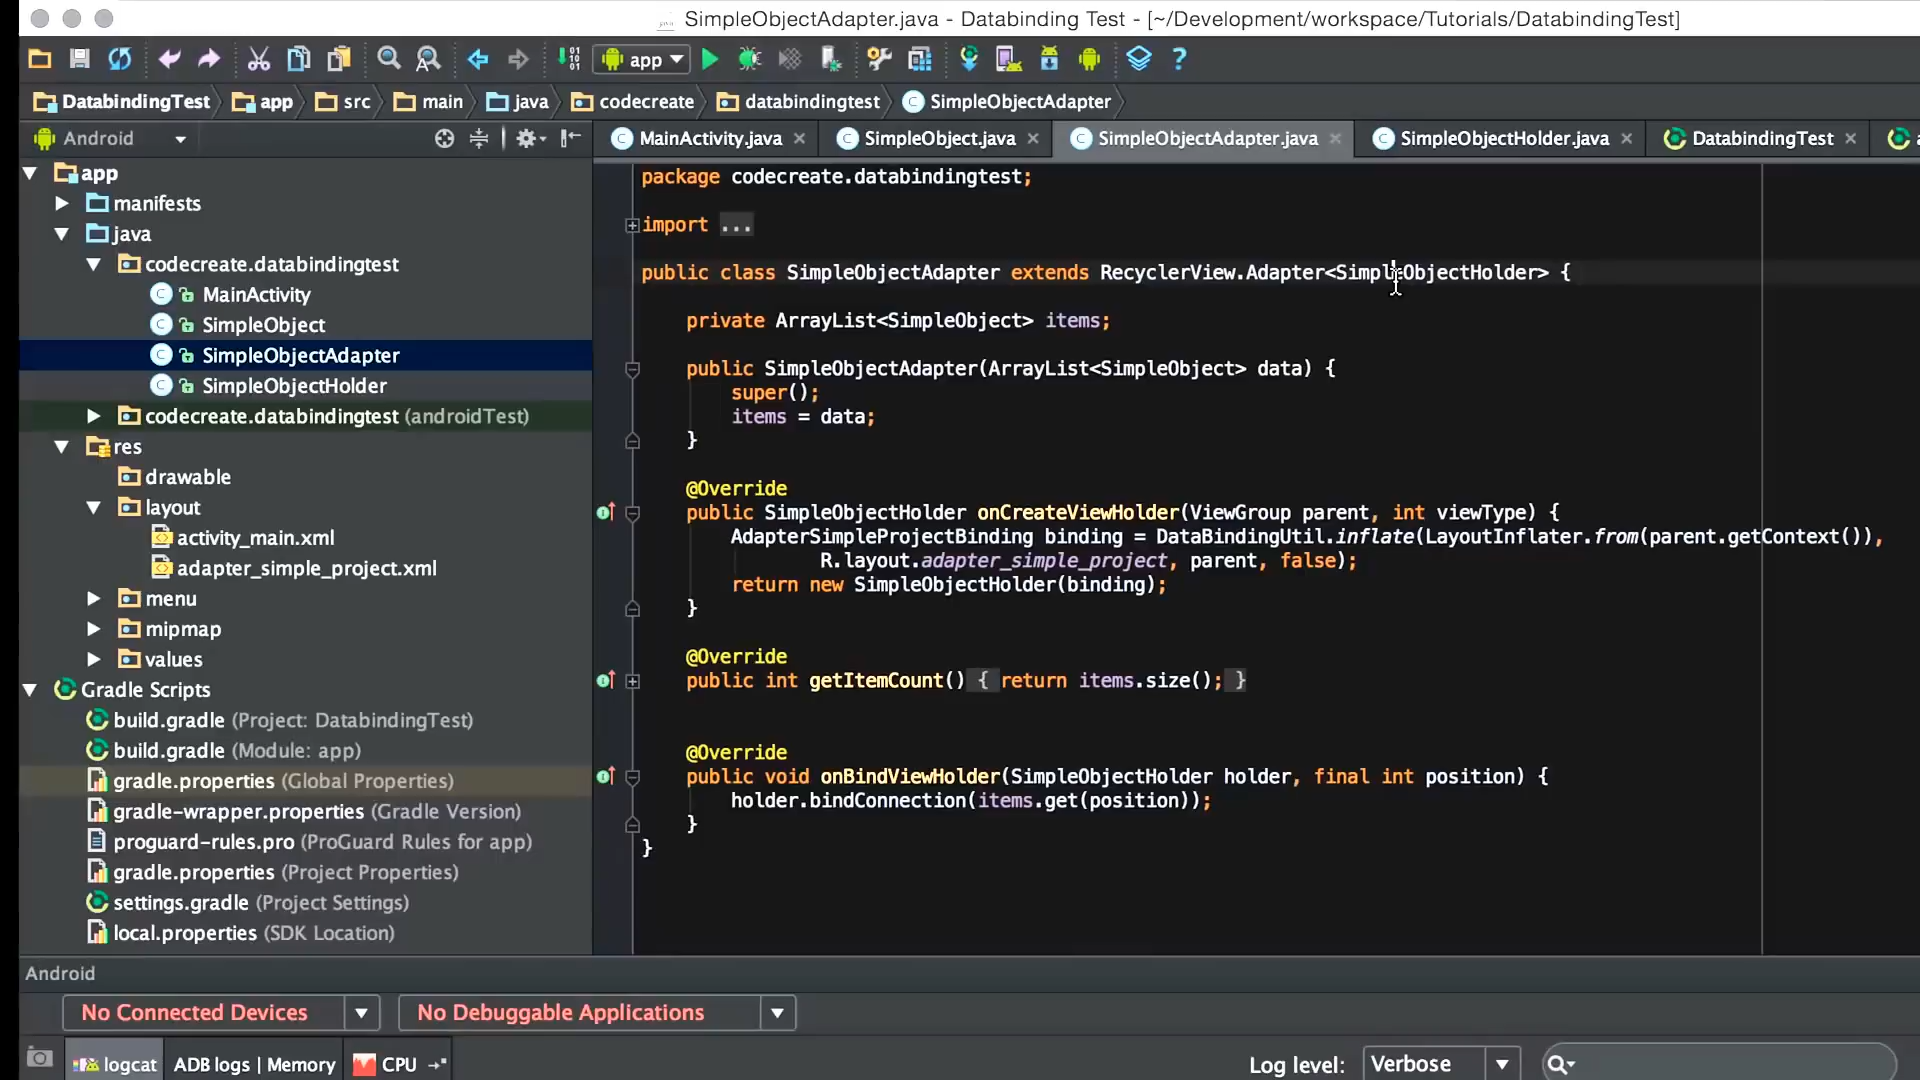 SimpleObjectAdapter.java - Databinding Test - [~/Development/workspace/Tutorials/DatabindingTest]
app
DatabindingTest app src main java codecreate databindingtest SimpleObjectAdapter
Android MainActivity.java SimpleObject.java SimpleObjectAdapter.java SimpleObjectHolder.java DatabindingTest
app
manifests
java
codecreate.databindingtest
MainActivity
SimpleObject
SimpleObjectAdapter
SimpleObjectHolder
codecreate.databindingtest (androidTest)
res
drawable
layout
activity_main.xml
adapter_simple_project.xml
menu
mipmap
values
Gradle Scripts
build.gradle (Project: DatabindingTest)
build.gradle (Module: app)
gradle.properties (Global Properties)
gradle-wrapper.properties (Gradle Version)
proguard-rules.pro (ProGuard Rules for app)
gradle.properties (Project Properties)
settings.gradle (Project Settings)
local.properties (SDK Location)
package codecreate.databindingtest;
import ...
public class SimpleObjectAdapter extends RecyclerView.Adapter<SimpleObjectHolder> {
private ArrayList<SimpleObject> items;
public SimpleObjectAdapter(ArrayList<SimpleObject> data) {
super();
items = data;
}
@Override
public SimpleObjectHolder onCreateViewHolder(ViewGroup parent, int viewType) {
AdapterSimpleProjectBinding binding = DataBindingUtil.inflate(LayoutInflater.from(parent.getContext()),
R.layout.adapter_simple_project, parent, false);
return new SimpleObjectHolder(binding);
}
@Override
public int getItemCount() { return items.size(); }
@Override
public void onBindViewHolder(SimpleObjectHolder holder, final int position) {
holder.bindConnection(items.get(position));
}
}
Android
No Connected Devices No Debuggable Applications
logcat ADB logs | Memory CPU Log level: Verbose